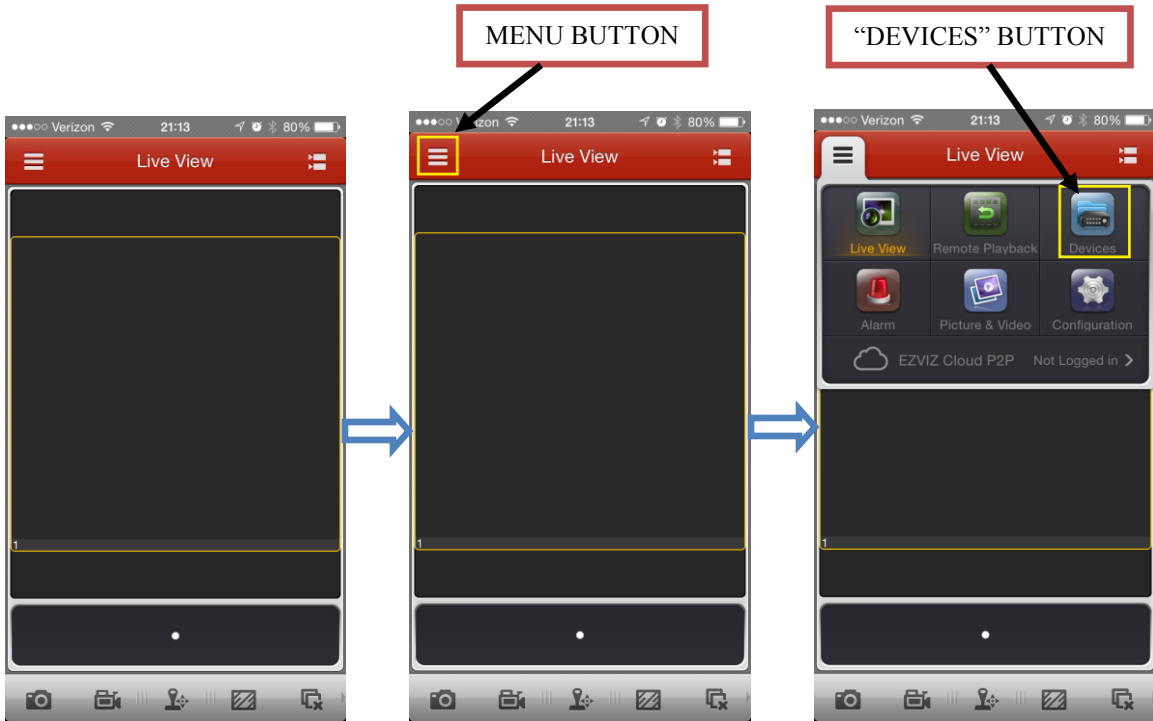 MENU BUTTON
“DEVICES” BUTTON
Verizon 21:13 80%
Live View
1
zon 21:13 80%
Live View
1
Verizon 21:13 80%
Live View
Live View Remote Playback Devices
Alarm Picture & Video Configuration
EZVIZ Cloud P2P Not Logged in
1